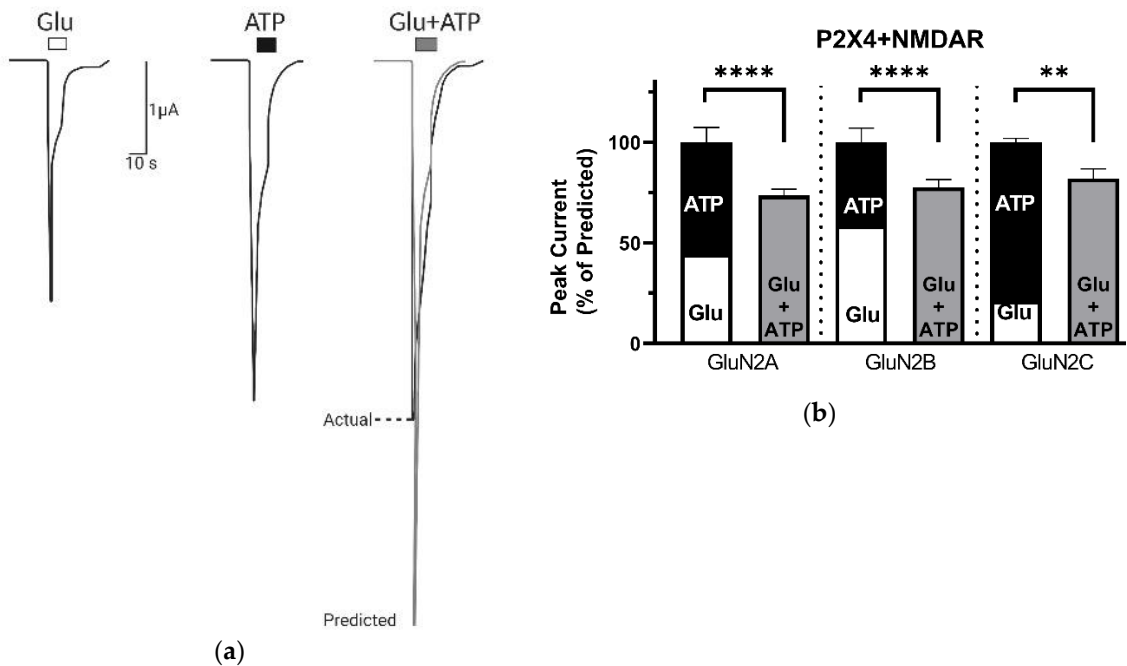 Glu
ATP
Glu+ATP
1µA
10 s
Actual
Predicted
(a)
P2X4+NMDAR
**** **** **
Peak Current
(% of Predicted)
100
50
0
ATP
Glu
Glu
+
ATP
ATP
Glu
Glu
+
ATP
ATP
Glu
Glu
+
ATP
GluN2A GluN2B GluN2C
(b)